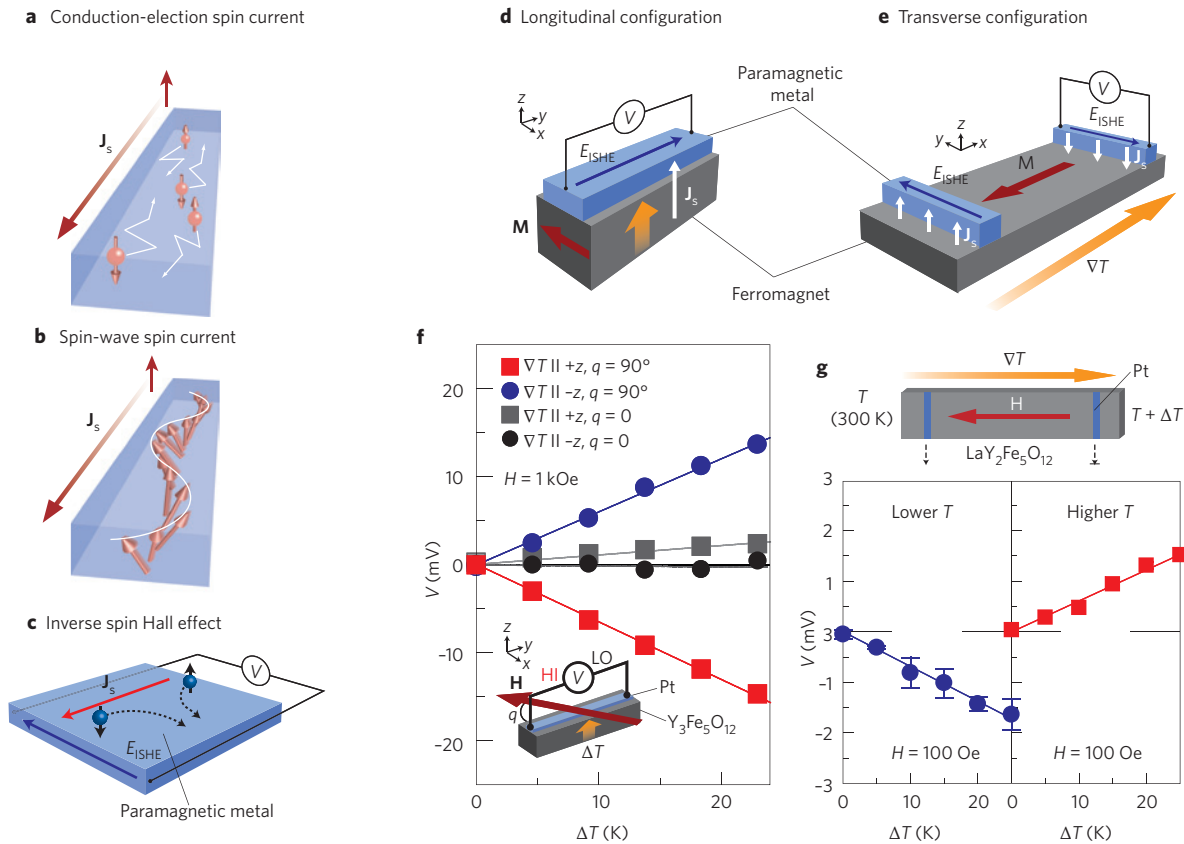 a Conduction-election spin current
J_s
b Spin-wave spin current
J_s
c Inverse spin Hall effect
V
J_s
E_ISHE
Paramagnetic metal
d Longitudinal configuration
z
y
x
V
E_ISHE
J_s
M
Paramagnetic
metal
Ferromagnet
e Transverse configuration
V
E_ISHE
J_s
z
y x
M
E_ISHE
J_s
∇T
f
∇T II +z, q = 90°
∇T II −z, q = 90°
∇T II +z, q = 0
∇T II −z, q = 0
H = 1 kOe
20
10
0
-10
-20
V (mV)
z
y
x
LO
HI
V
H
q
Pt
Y3Fe5O12
ΔT
0 10 20
ΔT (K)
g
∇T
Pt
T
(300 K)
H
T + ΔT
LaY2Fe5O12
3
2
1
3
-1
-2
-3
V (mV)
Lower T
Higher T
H = 100 Oe
H = 100 Oe
0 10 20 0 10 20
ΔT (K) ΔT (K)